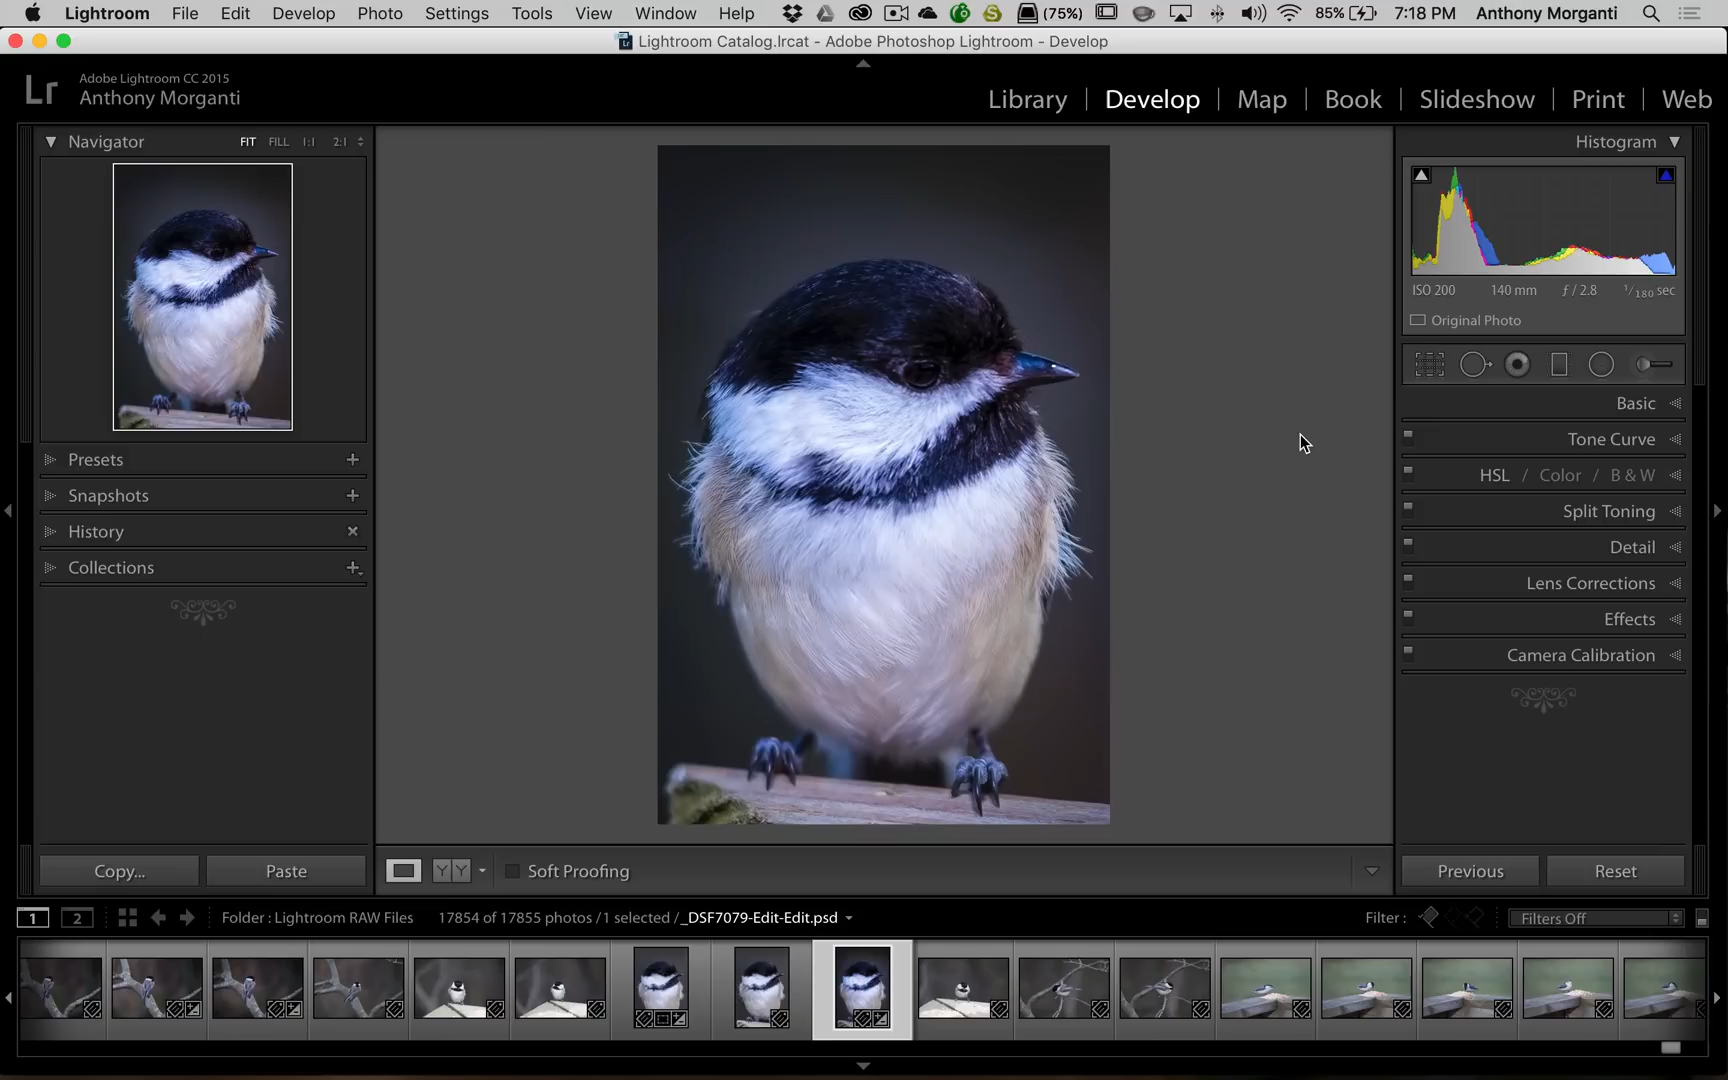 Lightroom File Edit Develop Photo Settings Tools View Window Help (75%) 85% 7:18 PM Anthony Morganti
Lightroom Catalog.lrcat - Adobe Photoshop Lightroom - Develop
Lr Adobe Lightroom CC 2015
Anthony Morganti
Library | Develop | Map | Book | Slideshow | Print | Web
Navigator FIT FILL 1:1 2:1
Histogram
ISO 200 140 mm ƒ / 2.8 1/180 sec
Original Photo
Basic
Tone Curve
HSL / Color / B & W
Split Toning
Detail
Lens Corrections
Effects
Camera Calibration
Presets
Snapshots
History
Collections
Copy... Paste
Y Y Soft Proofing
Previous Reset
1 2 Folder : Lightroom RAW Files 17854 of 17855 photos / 1 selected / _DSF7079-Edit-Edit.psd Filter : Filters Off